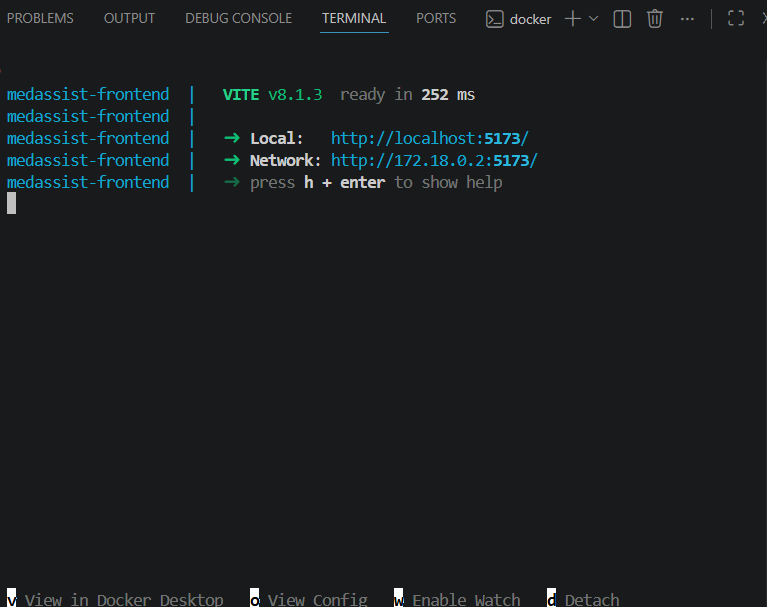 PROBLEMS OUTPUT DEBUG CONSOLE TERMINAL PORTS docker
medassist-frontend | VITE v8.1.3 ready in 252 ms
medassist-frontend |
medassist-frontend | ➜ Local: http://localhost:5173/
medassist-frontend | ➜ Network: http://172.18.0.2:5173/
medassist-frontend | ➜ press h + enter to show help
v View in Docker Desktop o View Config w Enable Watch d Detach